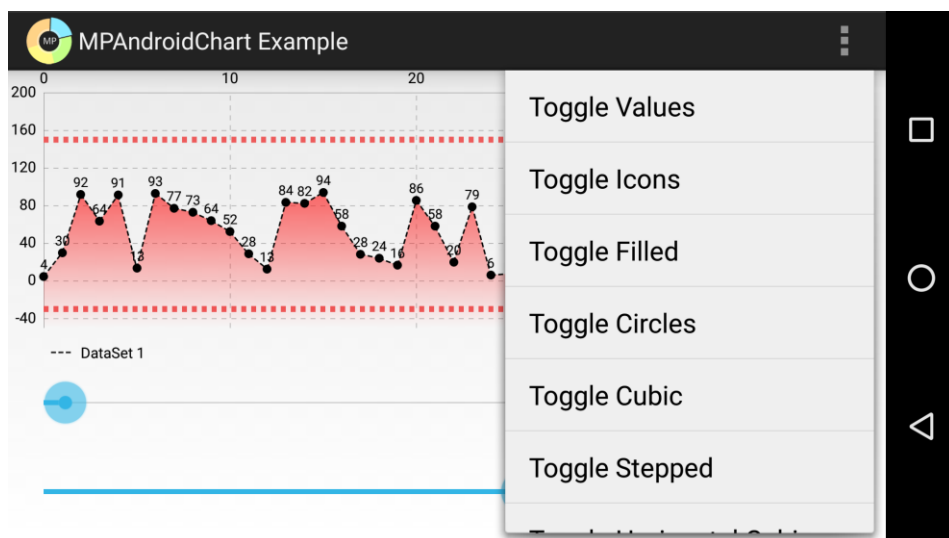 MP MPAndroidChart Example
0 10 20
200
160
120
80
40
0
-40
4 30 92 64 91 13 93 77 73 64 52 28 13 84 82 94 58 28 24 16 86 58 20 79 6
DataSet 1
Toggle Values
Toggle Icons
Toggle Filled
Toggle Circles
Toggle Cubic
Toggle Stepped